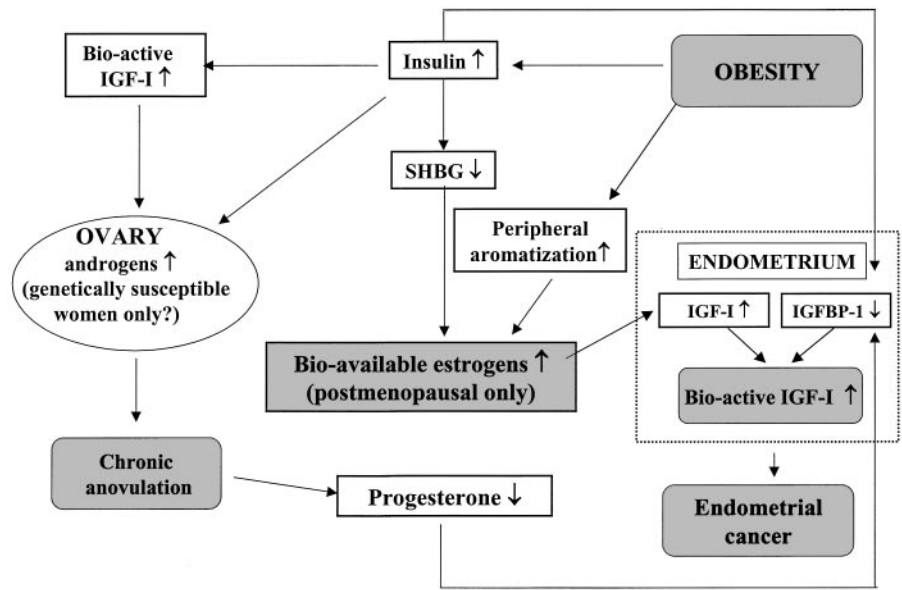 Bio-active
IGF-I ↑
Insulin ↑
OBESITY
SHBG ↓
Peripheral
aromatization ↑
OVARY
androgens ↑
(genetically susceptible
women only?)
ENDOMETRIUM
IGF-I ↑
IGFBP-1 ↓
Bio-available estrogens ↑
(postmenopausal only)
Bio-active IGF-I ↑
Chronic
anovulation
Progesterone ↓
Endometrial
cancer